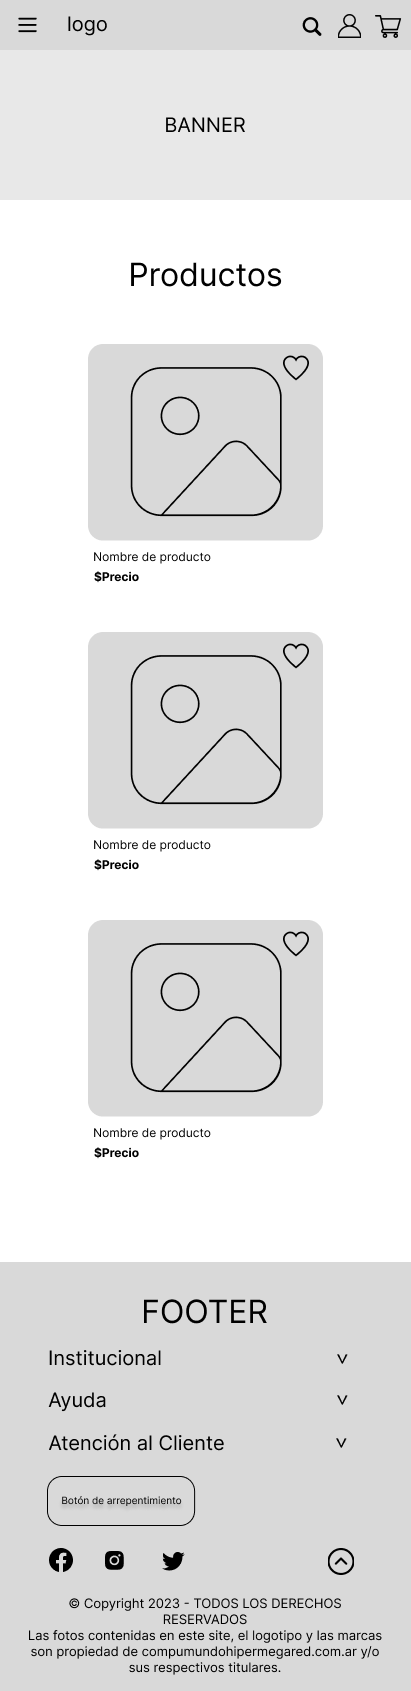 logo
BANNER
Productos
Nombre de producto
$Precio
Nombre de producto
$Precio
Nombre de producto
$Precio
FOOTER
Institucional
Ayuda
Atención al Cliente
Botón de arrepentimiento
© Copyright 2023 - TODOS LOS DERECHOS
RESERVADOS
Las fotos contenidas en este site, el logotipo y las marcas
son propiedad de compumundohipermegared.com.ar y/o
sus respectivos titulares.